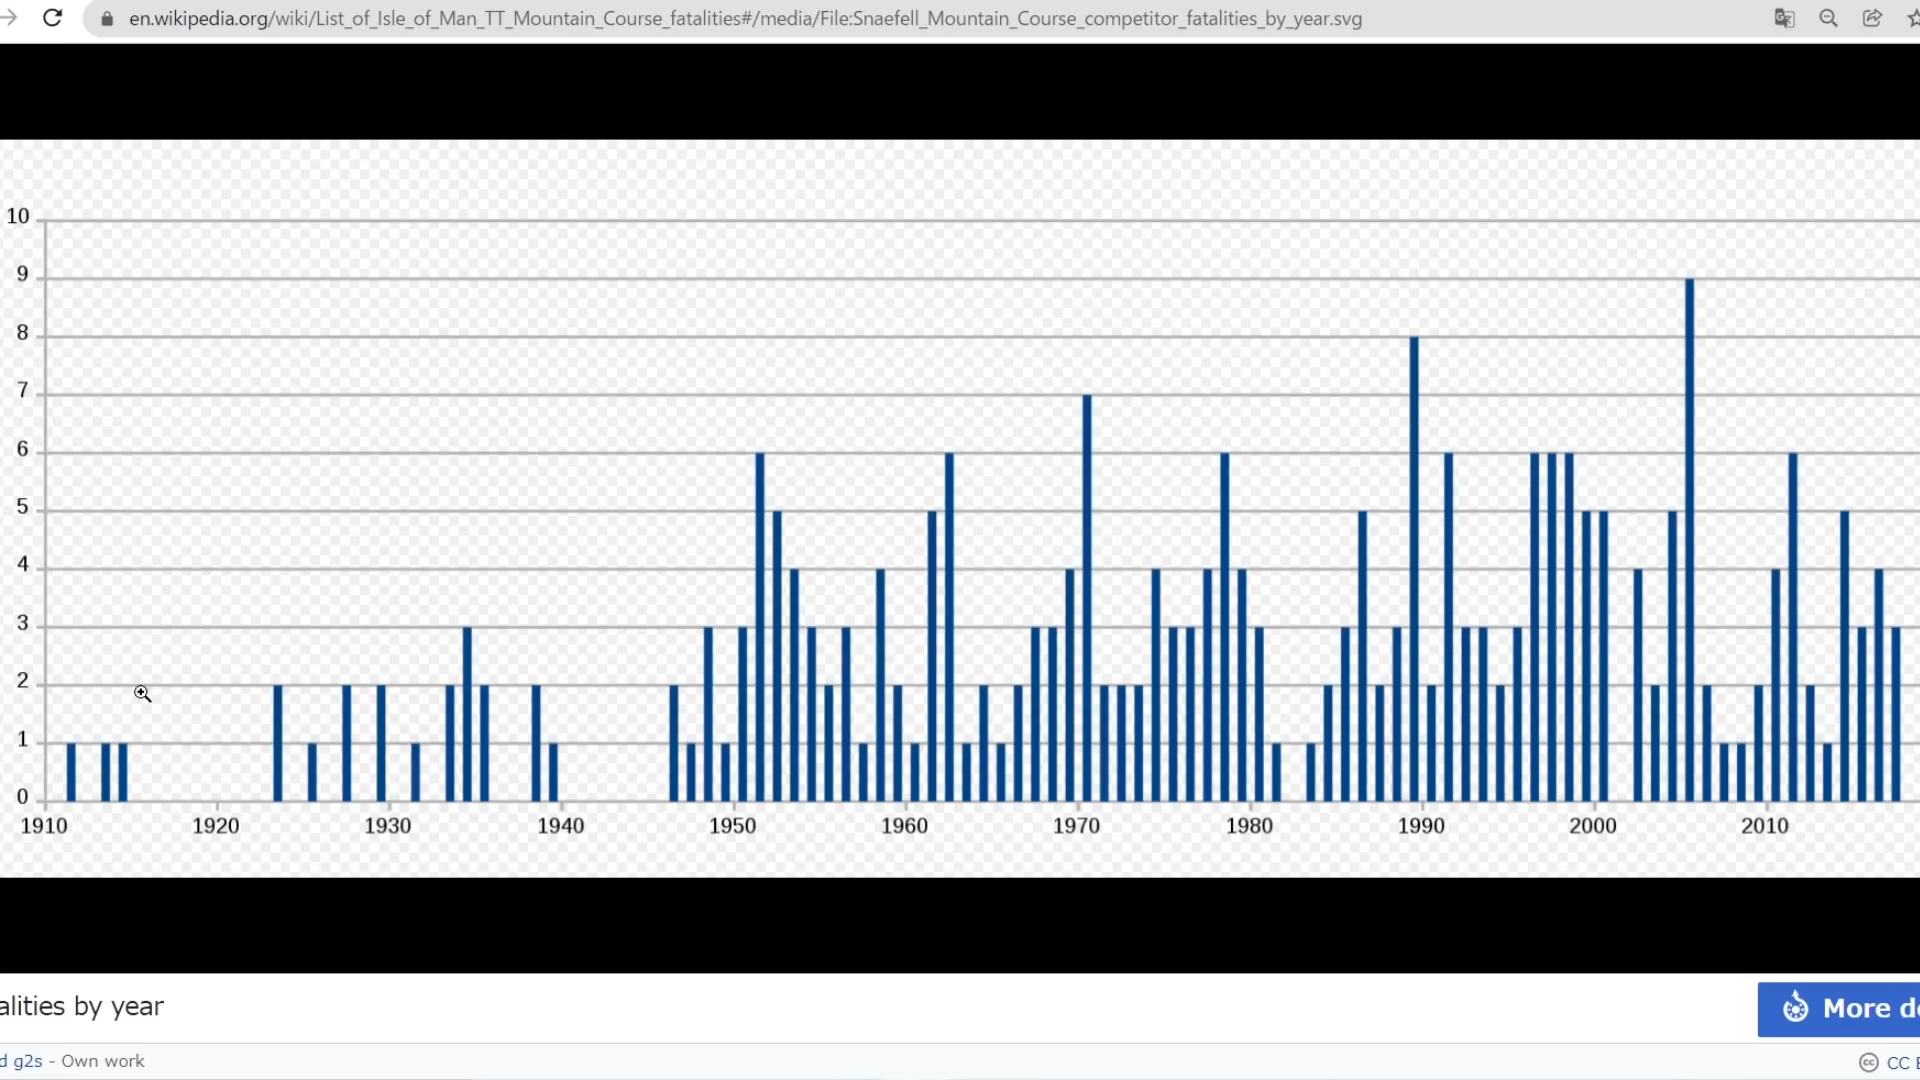 en.wikipedia.org/wiki/List_of_Isle_of_Man_TT_Mountain_Course_fatalities#/media/File:Snaefell_Mountain_Course_competitor_fatalities_by_year.svg
10
9
8
7
6
5
4
3
2
1
0
1910 1920 1930 1940 1950 1960 1970 1980 1990 2000 2010
alities by year
More de
d g2s - Own work
cc CC B